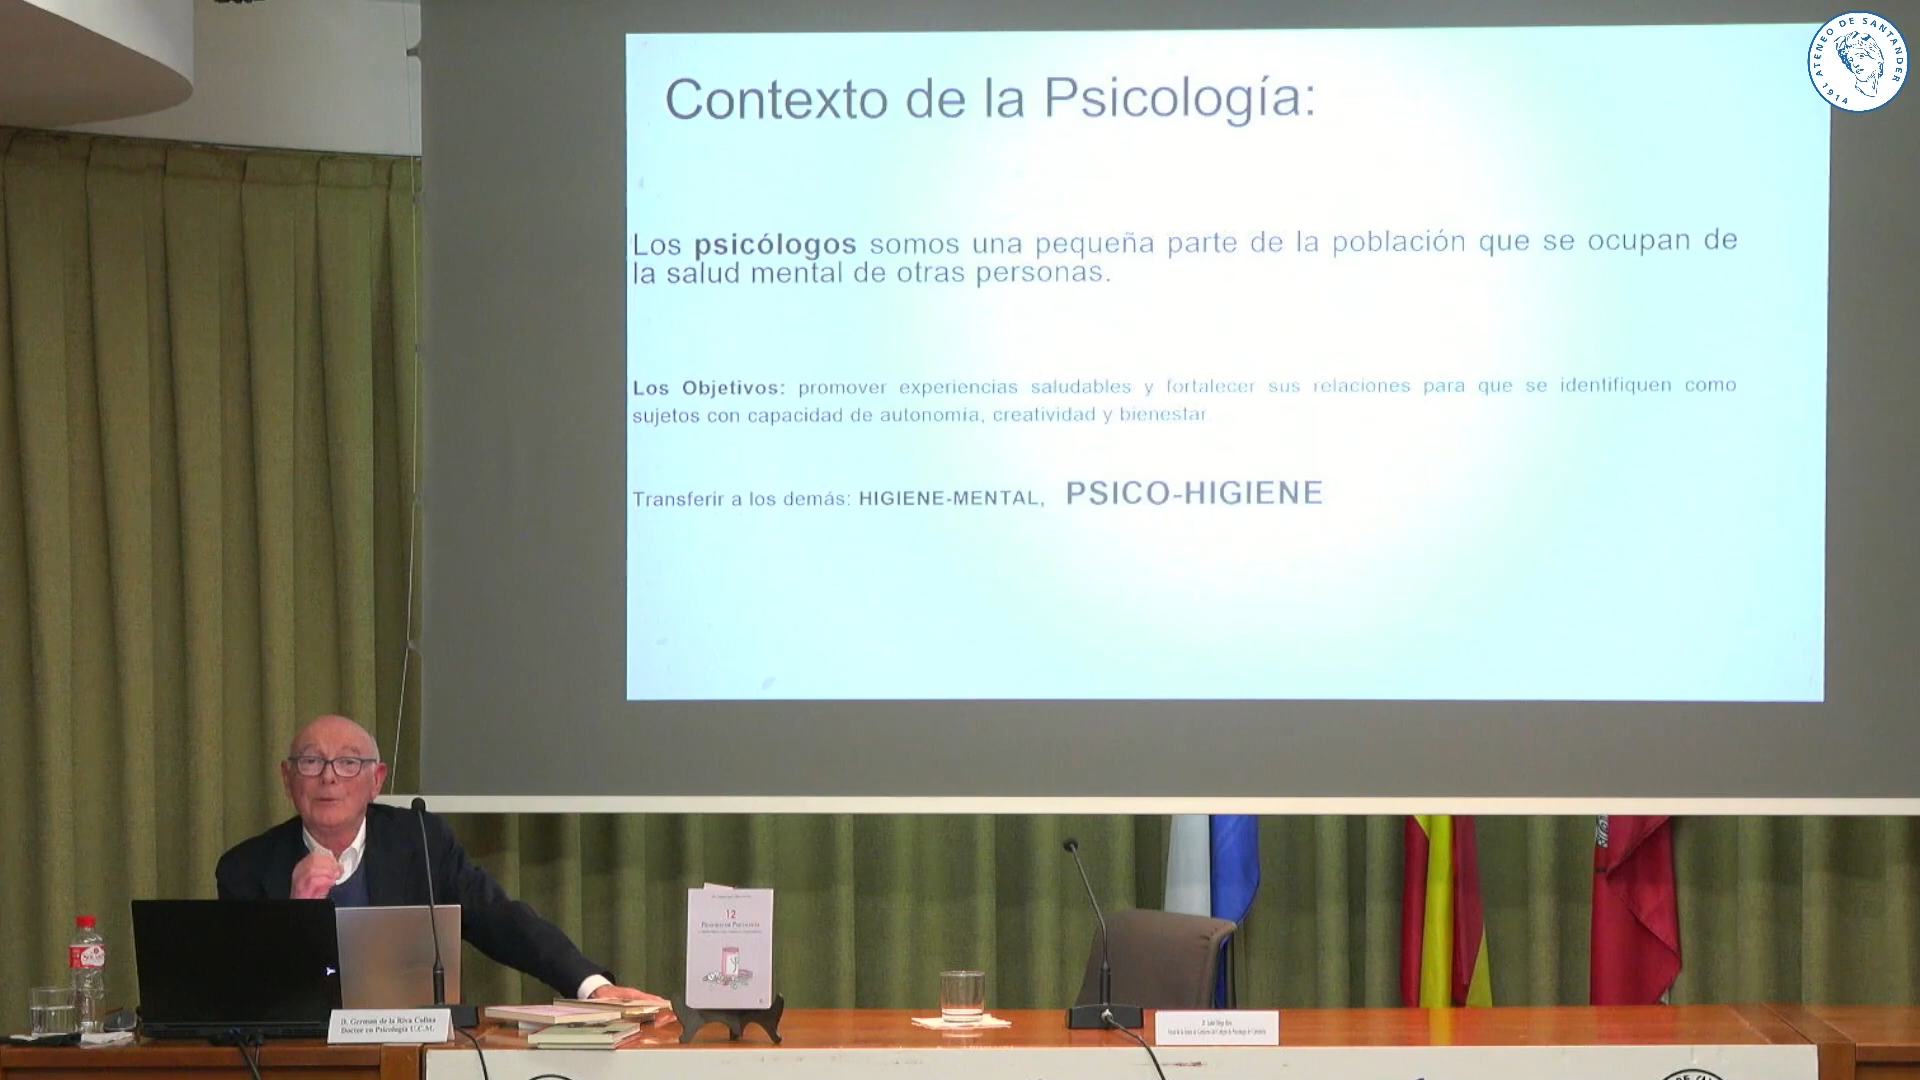 ATENEO DE SANTANDER
1914
Contexto de la Psicología:
Los psicólogos somos una pequeña parte de la población que se ocupan de
la salud mental de otras personas.
Los Objetivos: promover experiencias saludables y fortalecer sus relaciones para que se identifiquen como
sujetos con capacidad de autonomía, creatividad y bienestar.
Transferir a los demás: HIGIENE-MENTAL, PSICO-HIGIENE
12
D. German de la Riva Colina
Doctor en Psicología U.C.M.